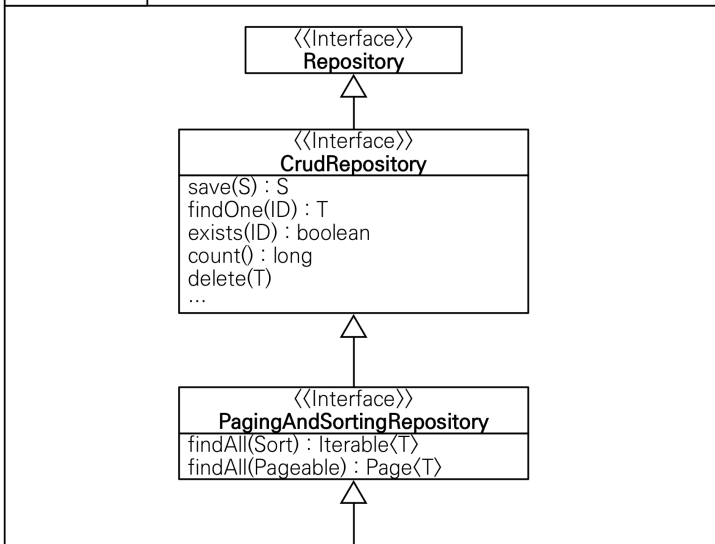 《Interface》
Repository
《Interface》
CrudRepository
save(S) : S
findOne(ID) : T
exists(ID) : boolean
count() : long
delete(T)
...
《Interface》
PagingAndSortingRepository
findAll(Sort) : Iterable〈T〉
findAll(Pageable) : Page〈T〉